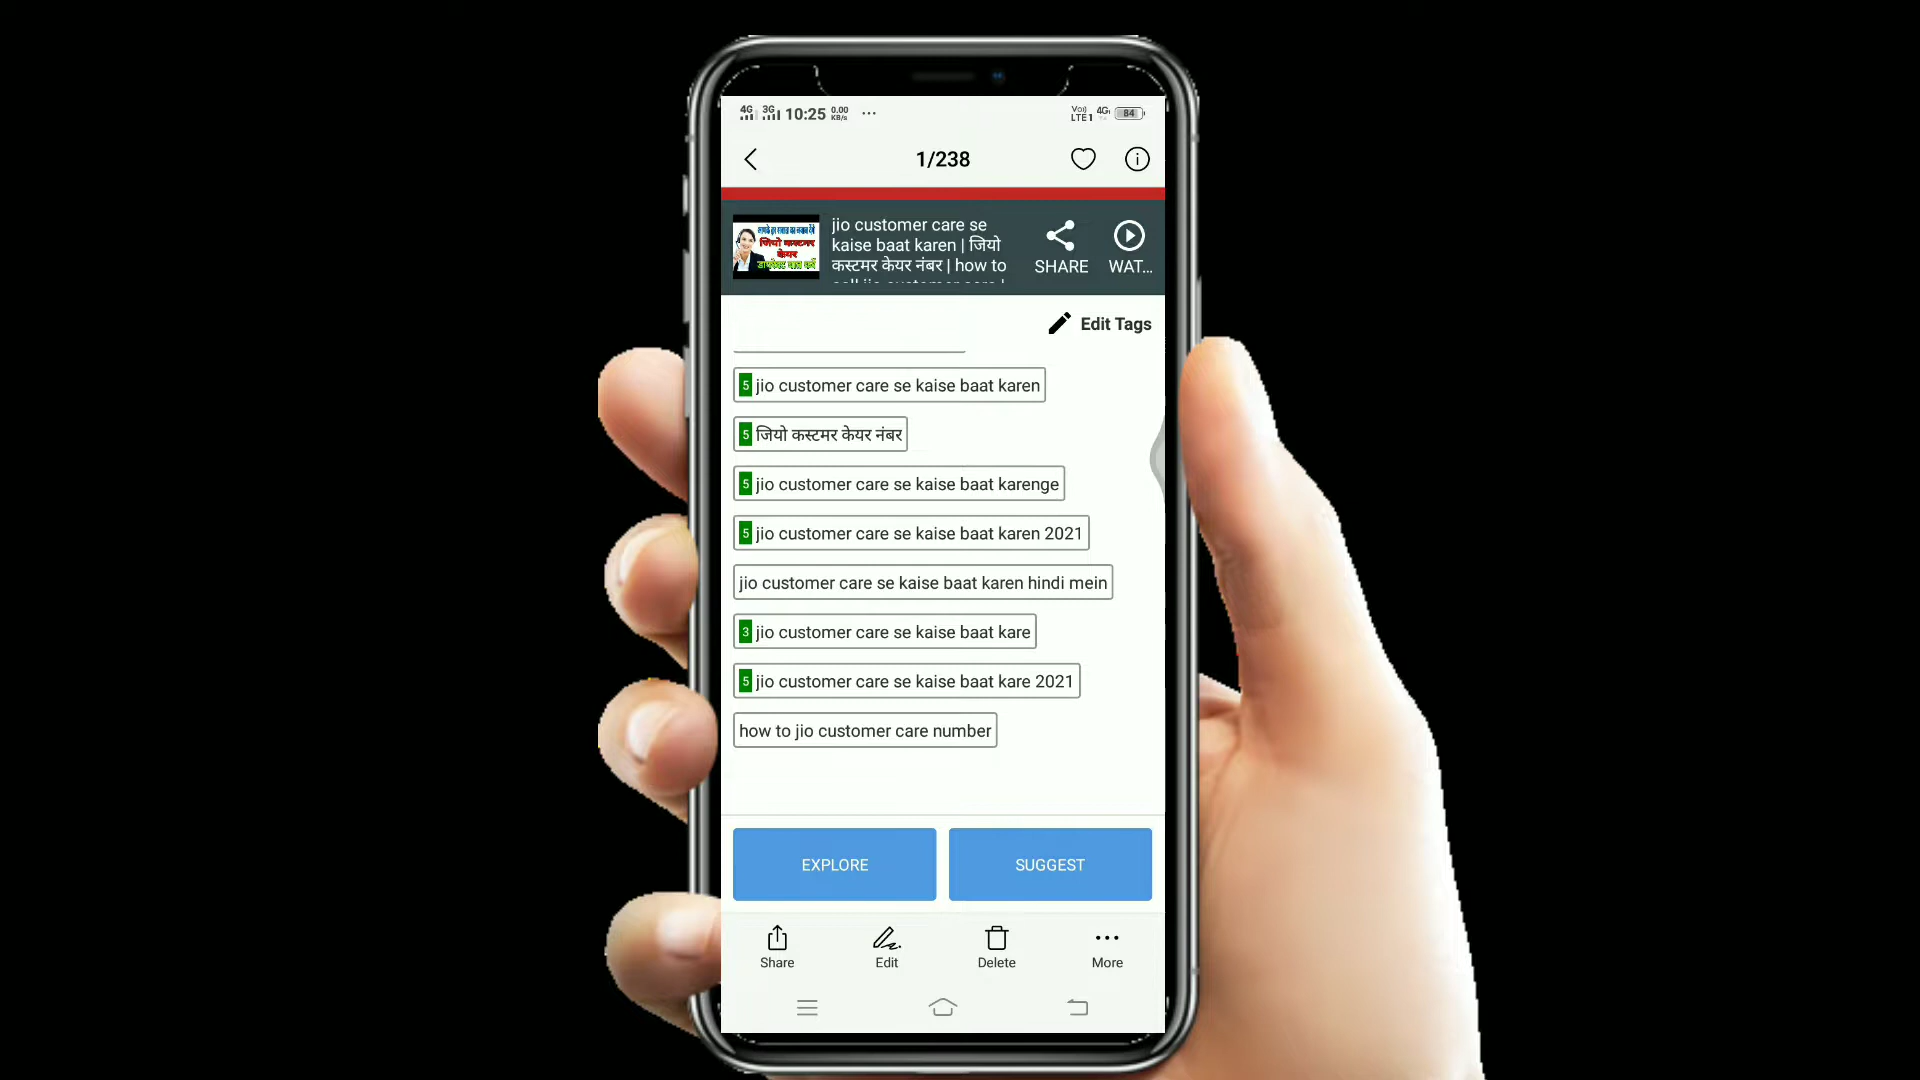 4G 3G 10:25 0.00 KB/s ... Vo) LTE1 4G 84
1/238
jio customer care se
kaise baat karen | जियो
कस्टमर केयर नंबर | how to
जियो कस्टमर
केयर
SHARE WAT...
Edit Tags
5 jio customer care se kaise baat karen
5 जियो कस्टमर केयर नंबर
5 jio customer care se kaise baat karenge
5 jio customer care se kaise baat karen 2021
jio customer care se kaise baat karen hindi mein
3 jio customer care se kaise baat kare
5 jio customer care se kaise baat kare 2021
how to jio customer care number
EXPLORE SUGGEST
Share Edit Delete More